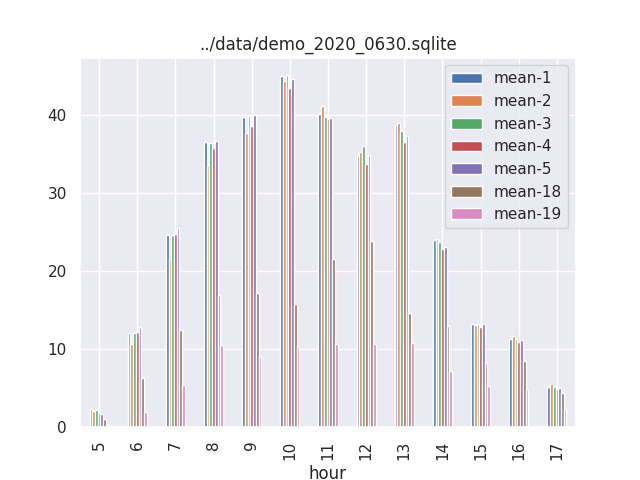 ../data/demo_2020_0630.sqlite
mean-1
mean-2
mean-3
mean-4
mean-5
mean-18
mean-19
40
30
20
10
0
5 6 7 8 9 10 11 12 13 14 15 16 17
hour